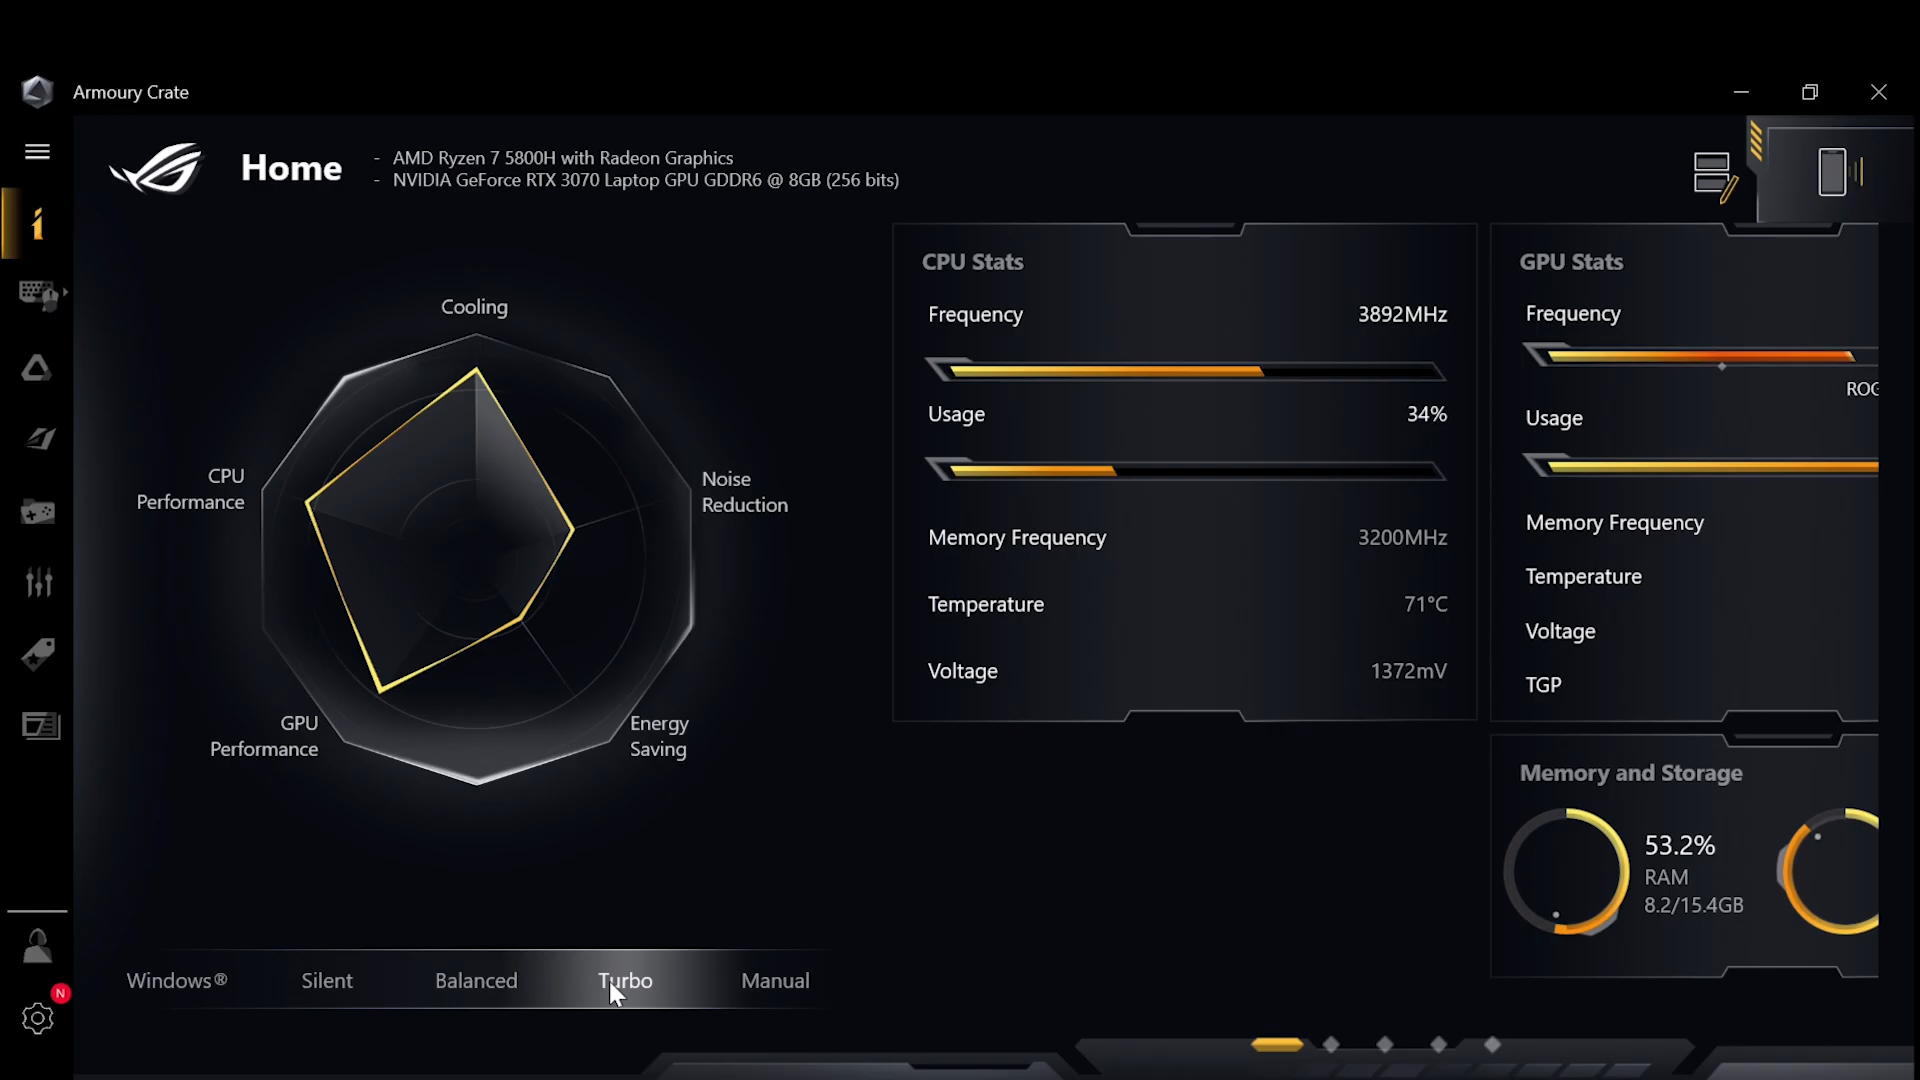 Armoury Crate
Home
- AMD Ryzen 7 5800H with Radeon Graphics
- NVIDIA GeForce RTX 3070 Laptop GPU GDDR6 @ 8GB (256 bits)
Cooling
CPU
Performance
Noise
Reduction
GPU
Performance
Energy
Saving
Windows®
Silent
Balanced
Turbo
Manual
CPU Stats
Frequency 3892MHz
Usage 34%
Memory Frequency 3200MHz
Temperature 71°C
Voltage 1372mV
GPU Stats
Frequency
ROG
Usage
Memory Frequency
Temperature
Voltage
TGP
Memory and Storage
53.2%
RAM
8.2/15.4GB
N